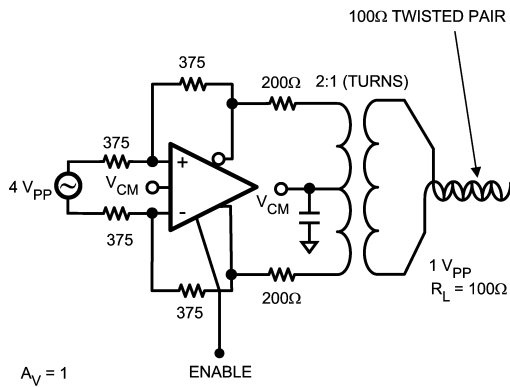 100Ω TWISTED PAIR
375
200Ω
2:1 (TURNS)
375
+
4 VPP
VCM
VCM
-
375
1 VPP
RL = 100Ω
375
200Ω
AV = 1
ENABLE